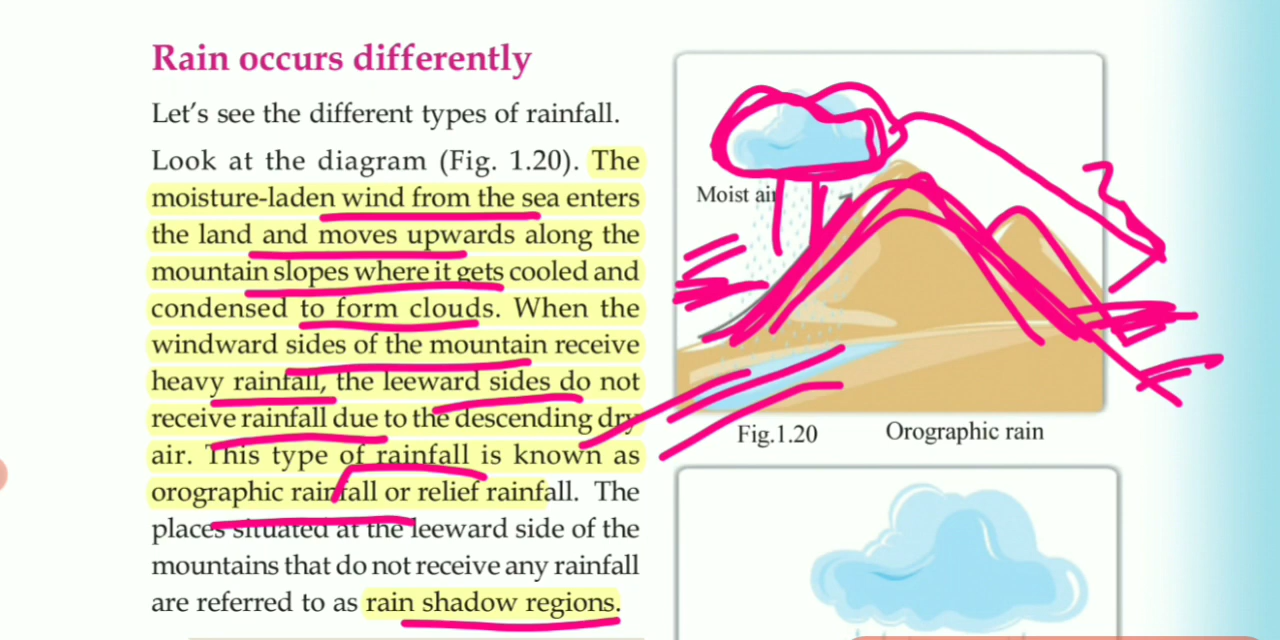 Rain occurs differently
Let's see the different types of rainfall.
Look at the diagram (Fig. 1.20). The
moisture-laden wind from the sea enters
the land and moves upwards along the
mountain slopes where it gets cooled and
condensed to form clouds. When the
windward sides of the mountain receive
heavy rainfall, the leeward sides do not
receive rainfall due to the descending dry
air. This type of rainfall is known as
orographic rainfall or relief rainfall. The
places situated at the leeward side of the
mountains that do not receive any rainfall
are referred to as rain shadow regions.
Moist air
Fig.1.20 Orographic rain